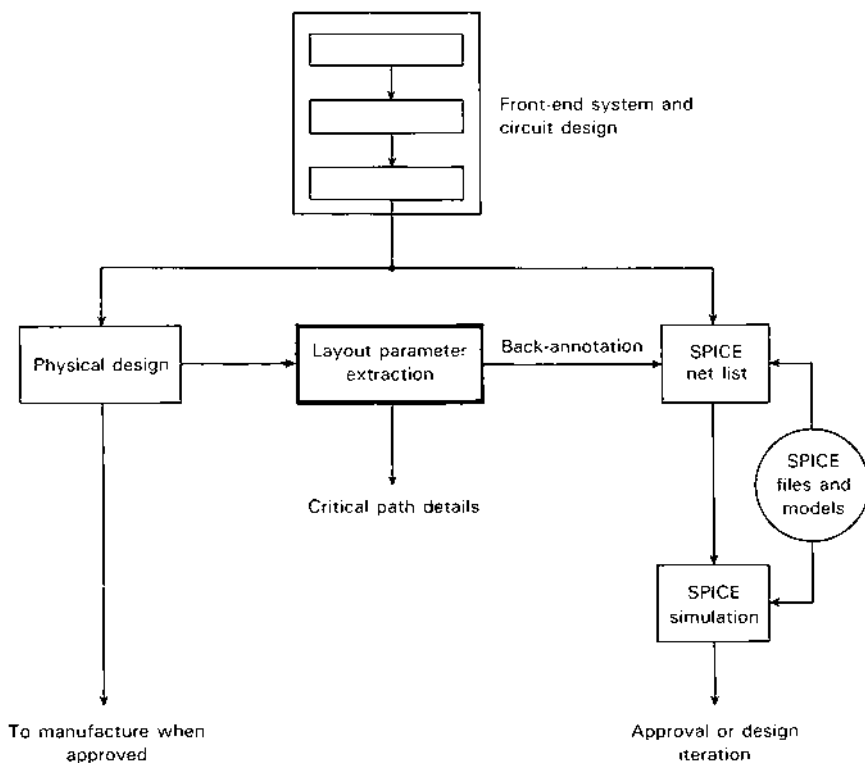 Front-end system and
circuit design
Physical design
Layout parameter
extraction
Back-annotation
SPICE
net list
SPICE
files and
models
Critical path details
SPICE
simulation
To manufacture when
approved
Approval or design
iteration